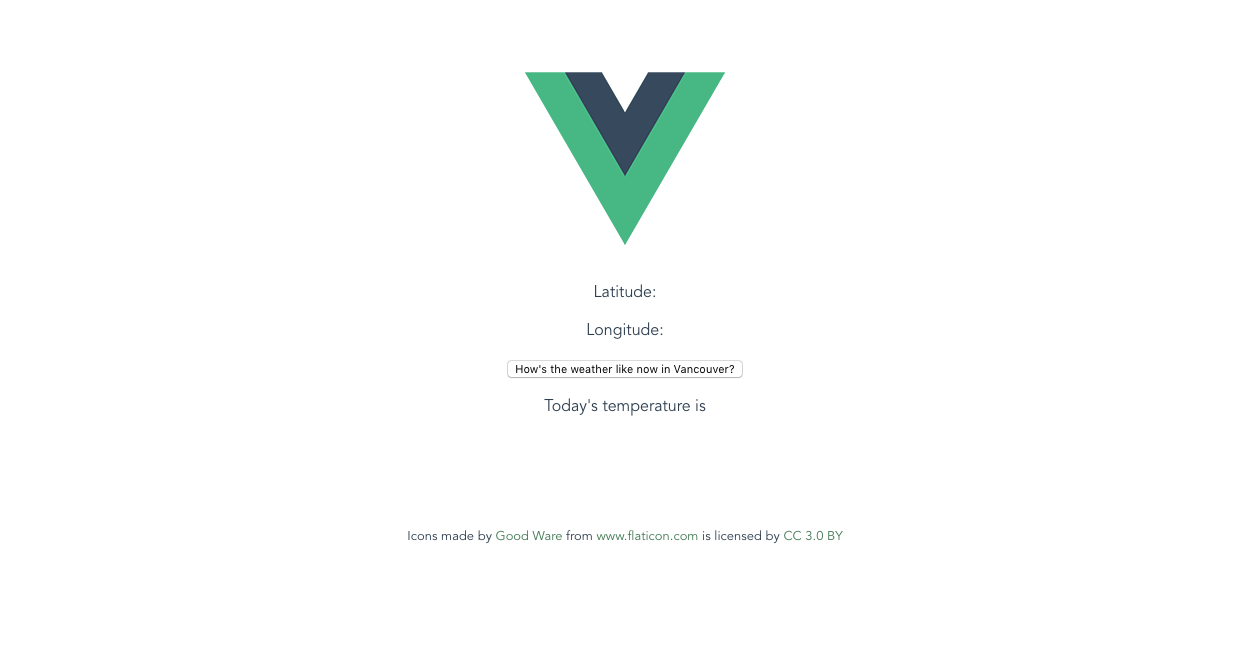 Latitude:
Longitude:
How's the weather like now in Vancouver?
Today's temperature is
Icons made by Good Ware from www.flaticon.com is licensed by CC 3.0 BY